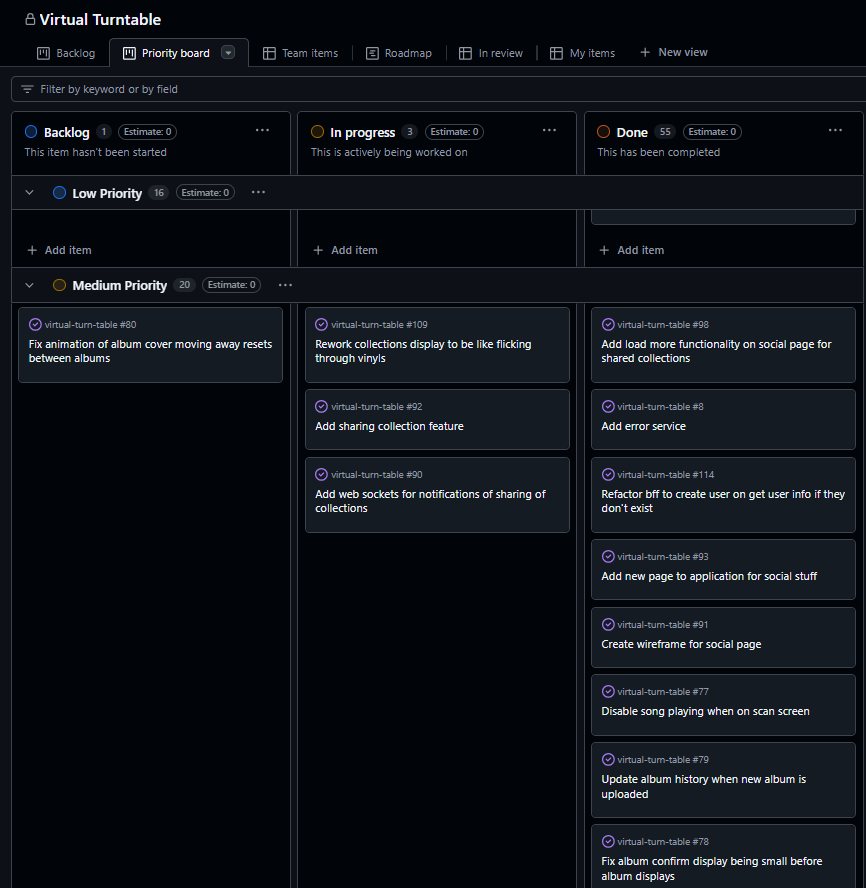 Virtual Turntable
Backlog
Priority board
Team items
Roadmap
In review
My items
New view
Filter by keyword or by field
Backlog 1 Estimate: 0
This item hasn't been started
In progress 3 Estimate: 0
This is actively being worked on
Done 55 Estimate: 0
This has been completed
Low Priority 16 Estimate: 0
Add item
Add item
Add item
Medium Priority 20 Estimate: 0
virtual-turn-table #80
Fix animation of album cover moving away resets
between albums
virtual-turn-table #109
Rework collections display to be like flicking
through vinyls
virtual-turn-table #92
Add sharing collection feature
virtual-turn-table #90
Add web sockets for notifications of sharing of
collections
virtual-turn-table #98
Add load more functionality on social page for
shared collections
virtual-turn-table #8
Add error service
virtual-turn-table #114
Refactor bff to create user on get user info if they
don't exist
virtual-turn-table #93
Add new page to application for social stuff
virtual-turn-table #91
Create wireframe for social page
virtual-turn-table #77
Disable song playing when on scan screen
virtual-turn-table #79
Update album history when new album is
uploaded
virtual-turn-table #78
Fix album confirm display being small before
album displays